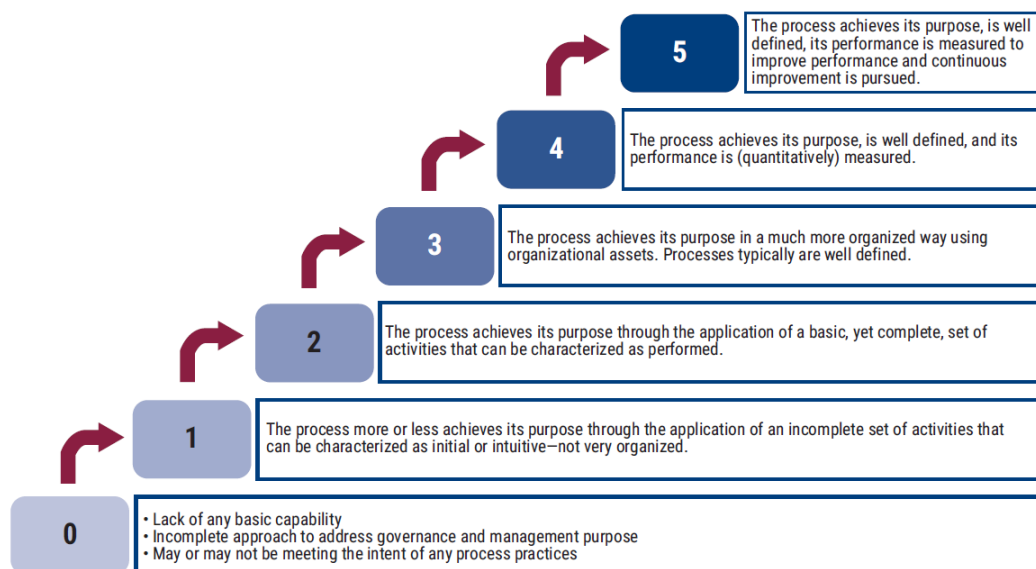 5
The process achieves its purpose, is well
defined, its performance is measured to
improve performance and continuous
improvement is pursued.
4
The process achieves its purpose, is well defined, and its
performance is (quantitatively) measured.
3
The process achieves its purpose in a much more organized way using
organizational assets. Processes typically are well defined.
2
The process achieves its purpose through the application of a basic, yet complete, set of
activities that can be characterized as performed.
1
The process more or less achieves its purpose through the application of an incomplete set of activities that
can be characterized as initial or intuitive—not very organized.
0
• Lack of any basic capability
• Incomplete approach to address governance and management purpose
• May or may not be meeting the intent of any process practices